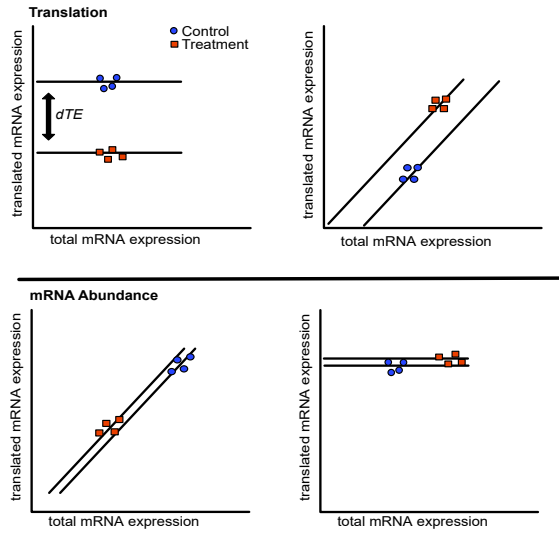 Translation
Control
Treatment
translated mRNA expression
dTE
total mRNA expression
translated mRNA expression
total mRNA expression
mRNA Abundance
translated mRNA expression
total mRNA expression
translated mRNA expression
total mRNA expression